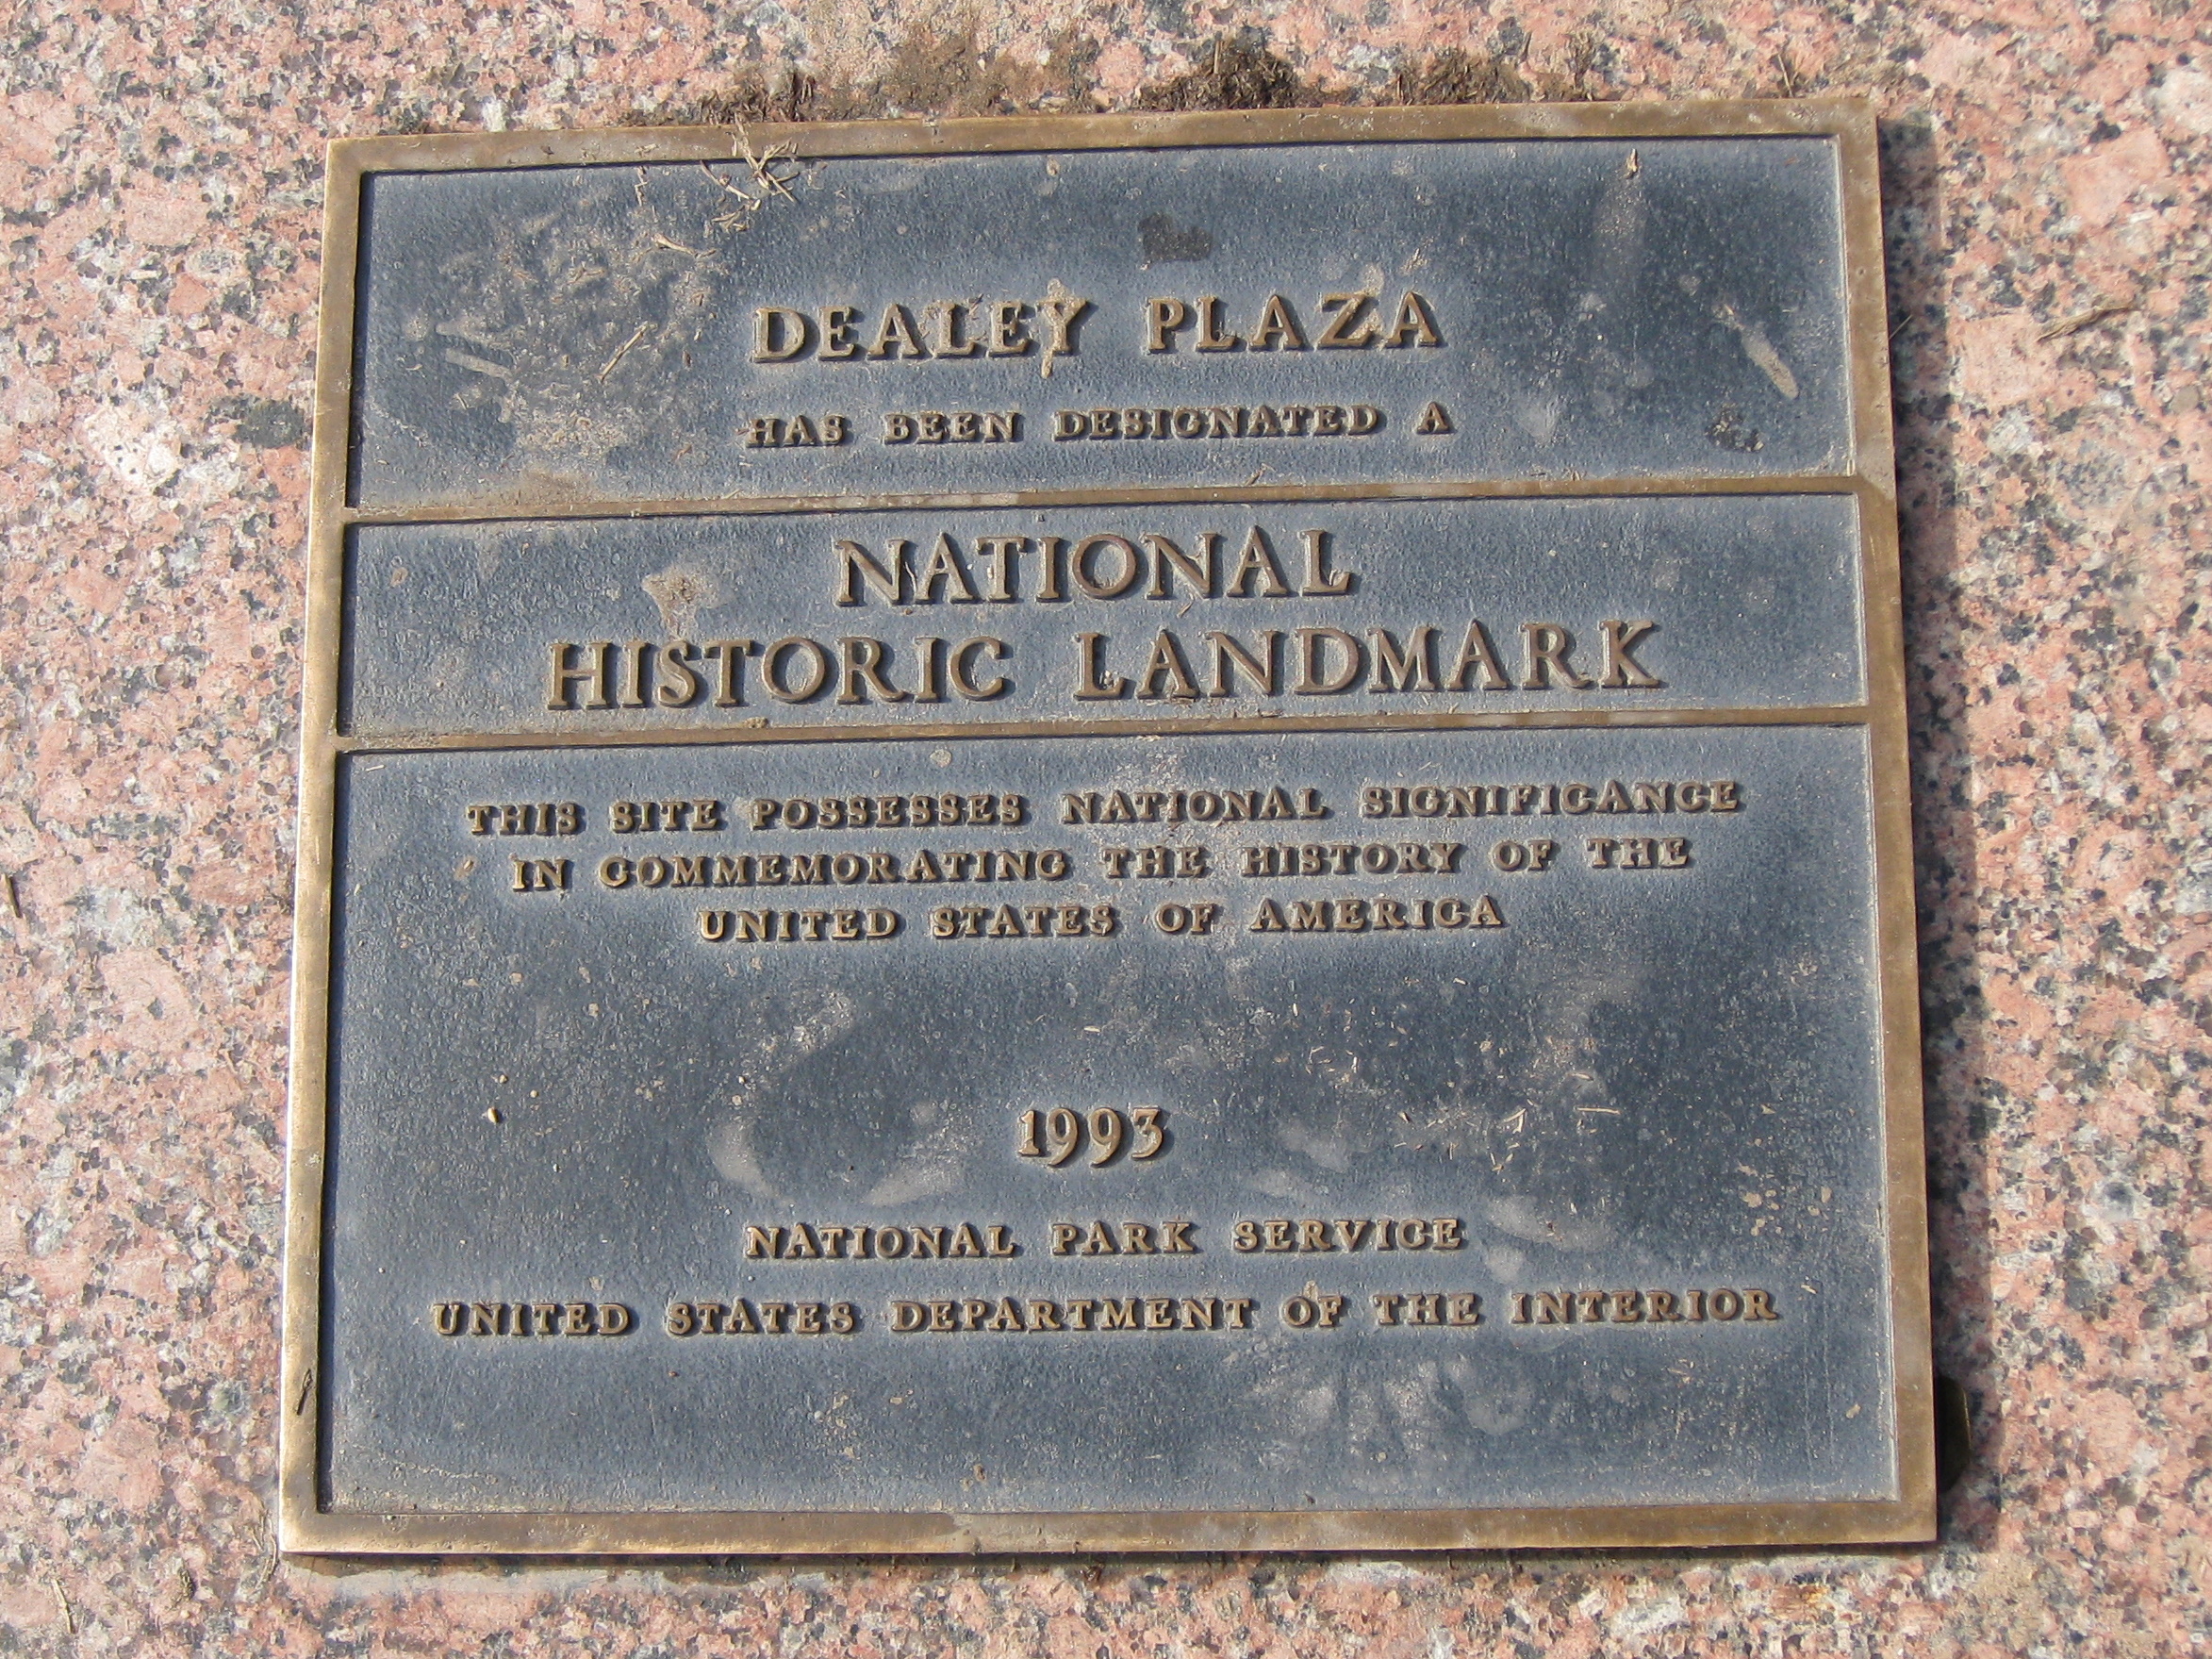 DEALEY PLAZA
HAS BEEN DESIGNATED A
NATIONAL
HISTORIC LANDMARK
THIS SITE POSSESSES NATIONAL SIGNIFICANCE
IN COMMEMORATING THE HISTORY OF THE
UNITED STATES OF AMERICA
1993
NATIONAL PARK SERVICE
UNITED STATES DEPARTMENT OF THE INTERIOR